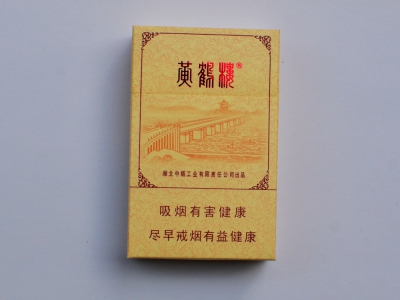 黄鹤楼®
湖北中烟工业有限责任公司出品
吸烟有害健康
尽早戒烟有益健康